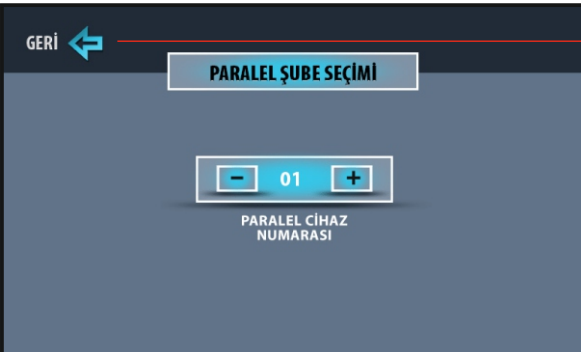 GERİ
PARALEL ŞUBE SEÇİMİ
- 01 +
PARALEL CİHAZ
NUMARASI